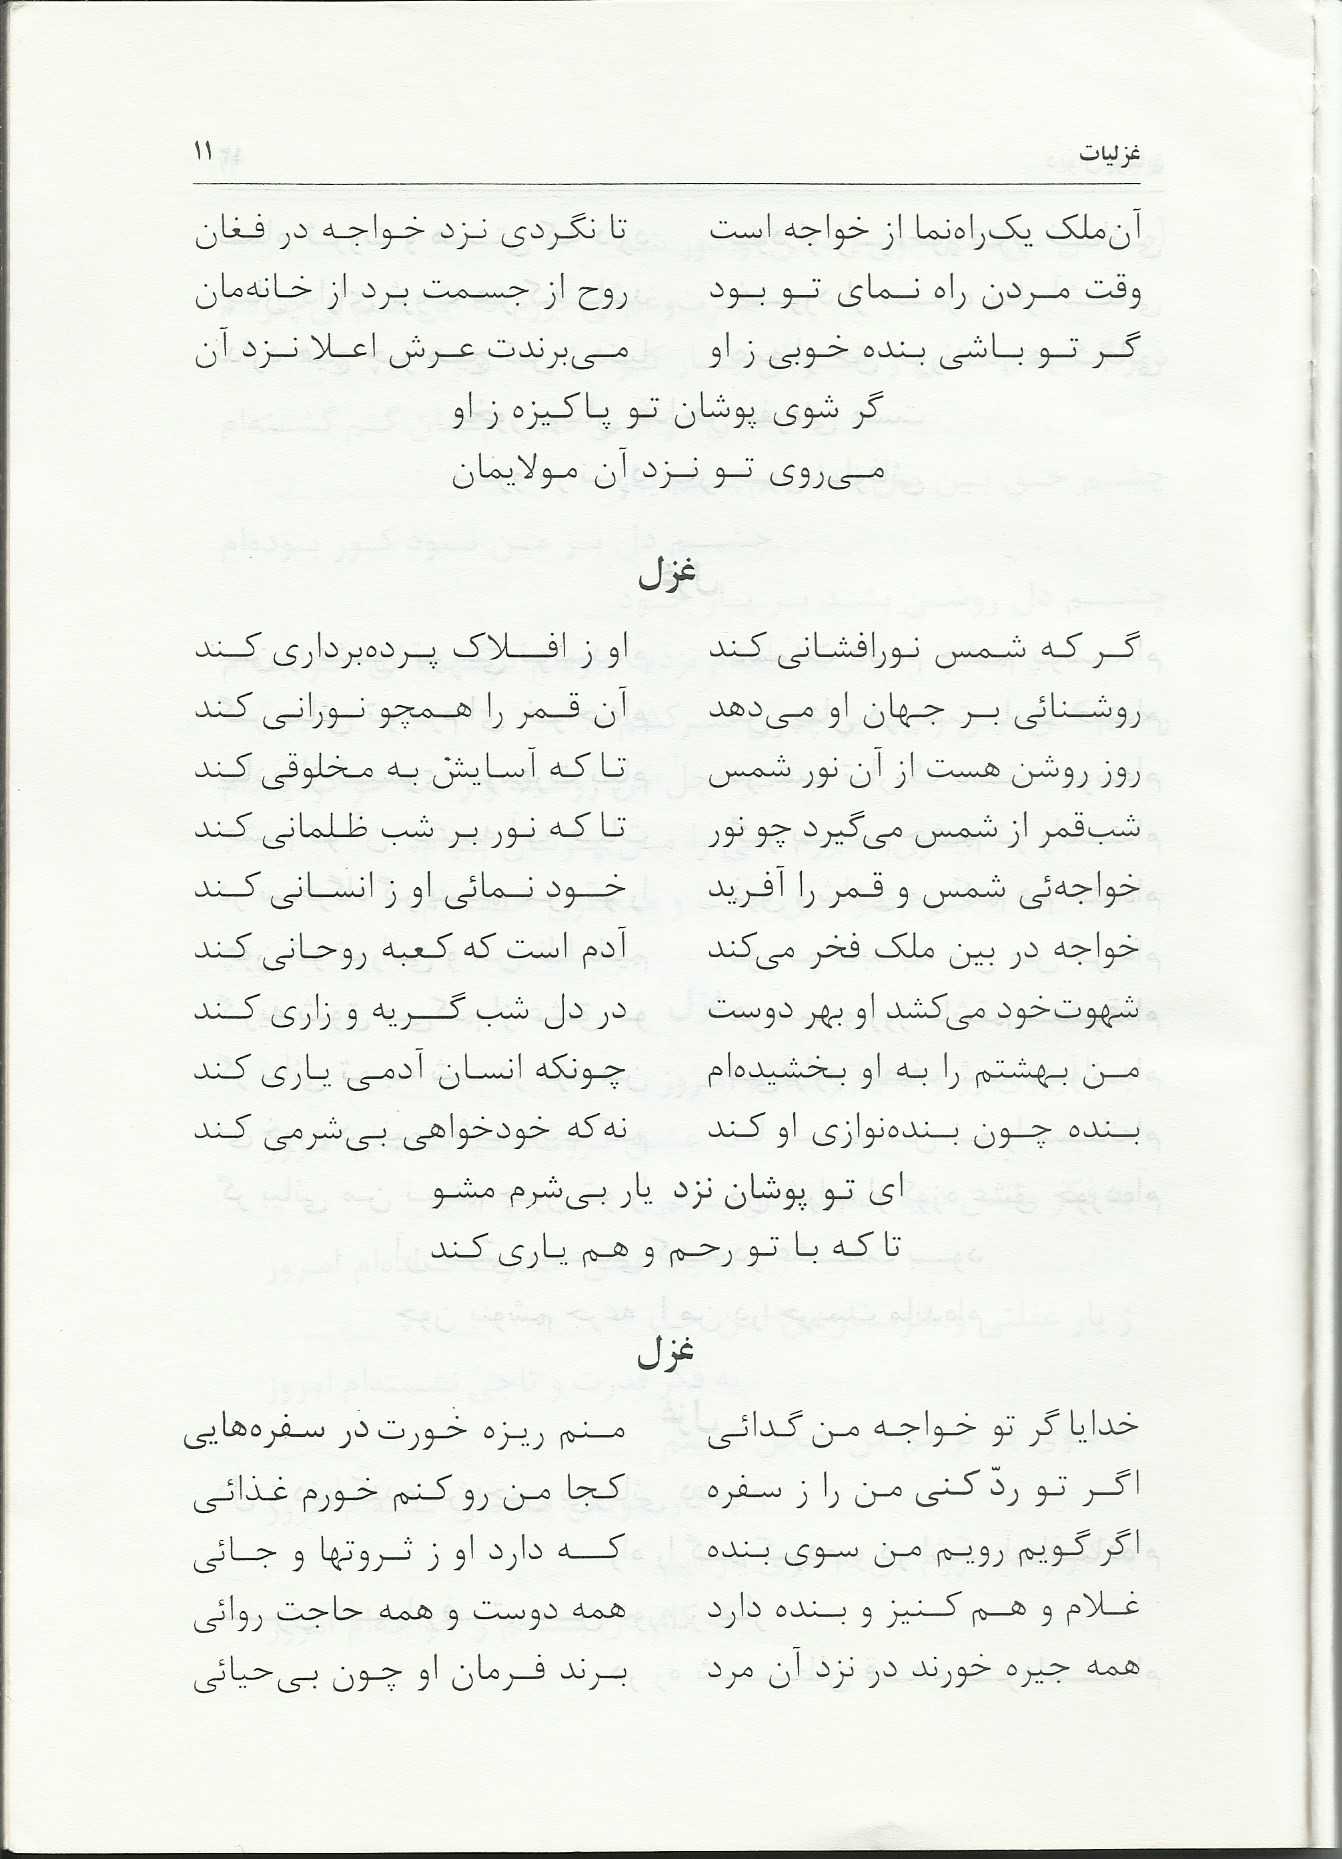 غزلیات ۱۱
آن‌ملک یک‌راه‌نما از خواجه است تا نگردی نزد خواجه در فغان
وقت مردن راه نمای تو بود روح از جسمت برد از خانه‌مان
گر تو باشی بنده خوبی ز او می‌برندت عرش اعلا نزد آن
گر شوی پوشان تو پاکیزه ز او
می‌روی تو نزد آن مولایمان
غزل
گر که شمس نورافشانی کند او ز افلاک پرده‌برداری کند
روشنائی بر جهان او می‌دهد آن قمر را همچو نورانی کند
روز روشن هست از آن نور شمس تا که آسایش به مخلوقی کند
شب‌قمر از شمس می‌گیرد چو نور تا که نور بر شب ظلمانی کند
خواجه‌ئی شمس و قمر را آفرید خود نمائی او ز انسانی کند
خواجه در بین ملک فخر می‌کند آدم است که کعبه روحانی کند
شهوت‌خود می‌کشد او بهر دوست در دل شب گریه و زاری کند
من بهشتم را به او بخشیده‌ام چونکه انسان آدمی یاری کند
بنده چون بنده‌نوازی او کند نه‌که خودخواهی بی‌شرمی کند
ای تو پوشان نزد یار بی‌شرم مشو
تا که با تو رحم و هم یاری کند
غزل
خدایا گر تو خواجه من گدائی منم ریزه خورت در سفره‌هایی
اگر تو ردّ کنی من را ز سفره کجا من رو کنم خورم غذائی
اگر گویم رویم من سوی بنده که دارد او ز ثروتها و جائی
غلام و هم کنیز و بنده دارد همه دوست و همه حاجت روائی
همه جیره خورند در نزد آن مرد برند فرمان او چون بی‌حیائی